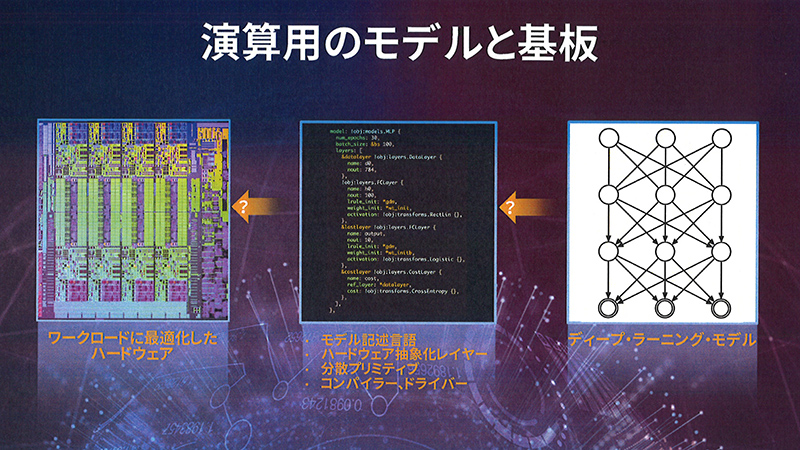 演算用のモデルと基板
model: !obj:models.MLP {
num_epochs: 30,
batch_size: &bs 100,
layers: [
&datalayer !obj:layers.DataLayer {
name: d0,
nout: 784,
},
!obj:layers.FCLayer {
name: h0,
nout: 100,
lrule_init: *gdm,
weight_init: *wt_init,
activation: !obj:transforms.RectLin {},
},
&lastlayer !obj:layers.FCLayer {
name: output,
nout: 10,
lrule_init: *gdm,
weight_init: *wt_initb,
activation: !obj:transforms.Logistic {},
},
&costlayer !obj:layers.CostLayer {
name: cost,
ref_layer: *datalayer,
cost: !obj:transforms.CrossEntropy {},
},
],
},
?
?
ワークロードに最適化した
ハードウェア
・ モデル記述言語
・ ハードウェア抽象化レイヤー
・ 分散プリミティブ
・ コンパイラー、ドライバー
ディープ・ラーニング・モデル
0.0981243